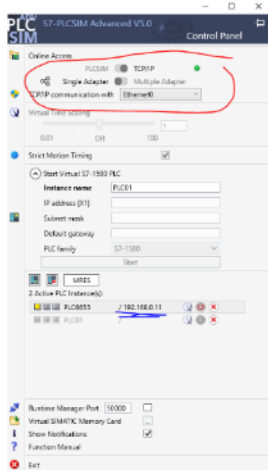 PLC SIM
S7-PLCSIM Advanced V5.0
Control Panel
Online Access
PLCSIM TCP/IP
Single Adapter Multiple Adapter
TCP/IP communication with Ethernet0
Virtual Time Scaling
1
0.01 Off 100
Strict Motion Timing
Start Virtual S7-1500 PLC
Instance name PLC01
IP address [X1]
Subnet mask
Default gateway
PLC family S7-1500
Start
MRES
2 Active PLC Instance(s):
/ 192.168.0.11
PLC01 /
Runtime Manager Port 50000
Virtual SIMATIC Memory Card
Show Notifications
Function Manual
Exit